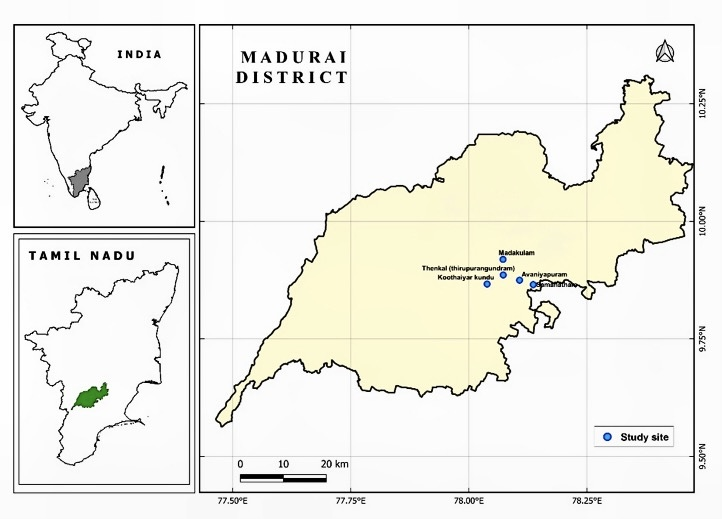 INDIA
TAMIL NADU
MADURAI
DISTRICT
10.25°N
10.00°N
9.75°N
9.50°N
Madakulam
Thenkal (thirupurangundram)
Koothaiyar kundu
Avaniyapuram
Study site
0 10 20 km
77.50°E 77.75°E 78.00°E 78.25°E